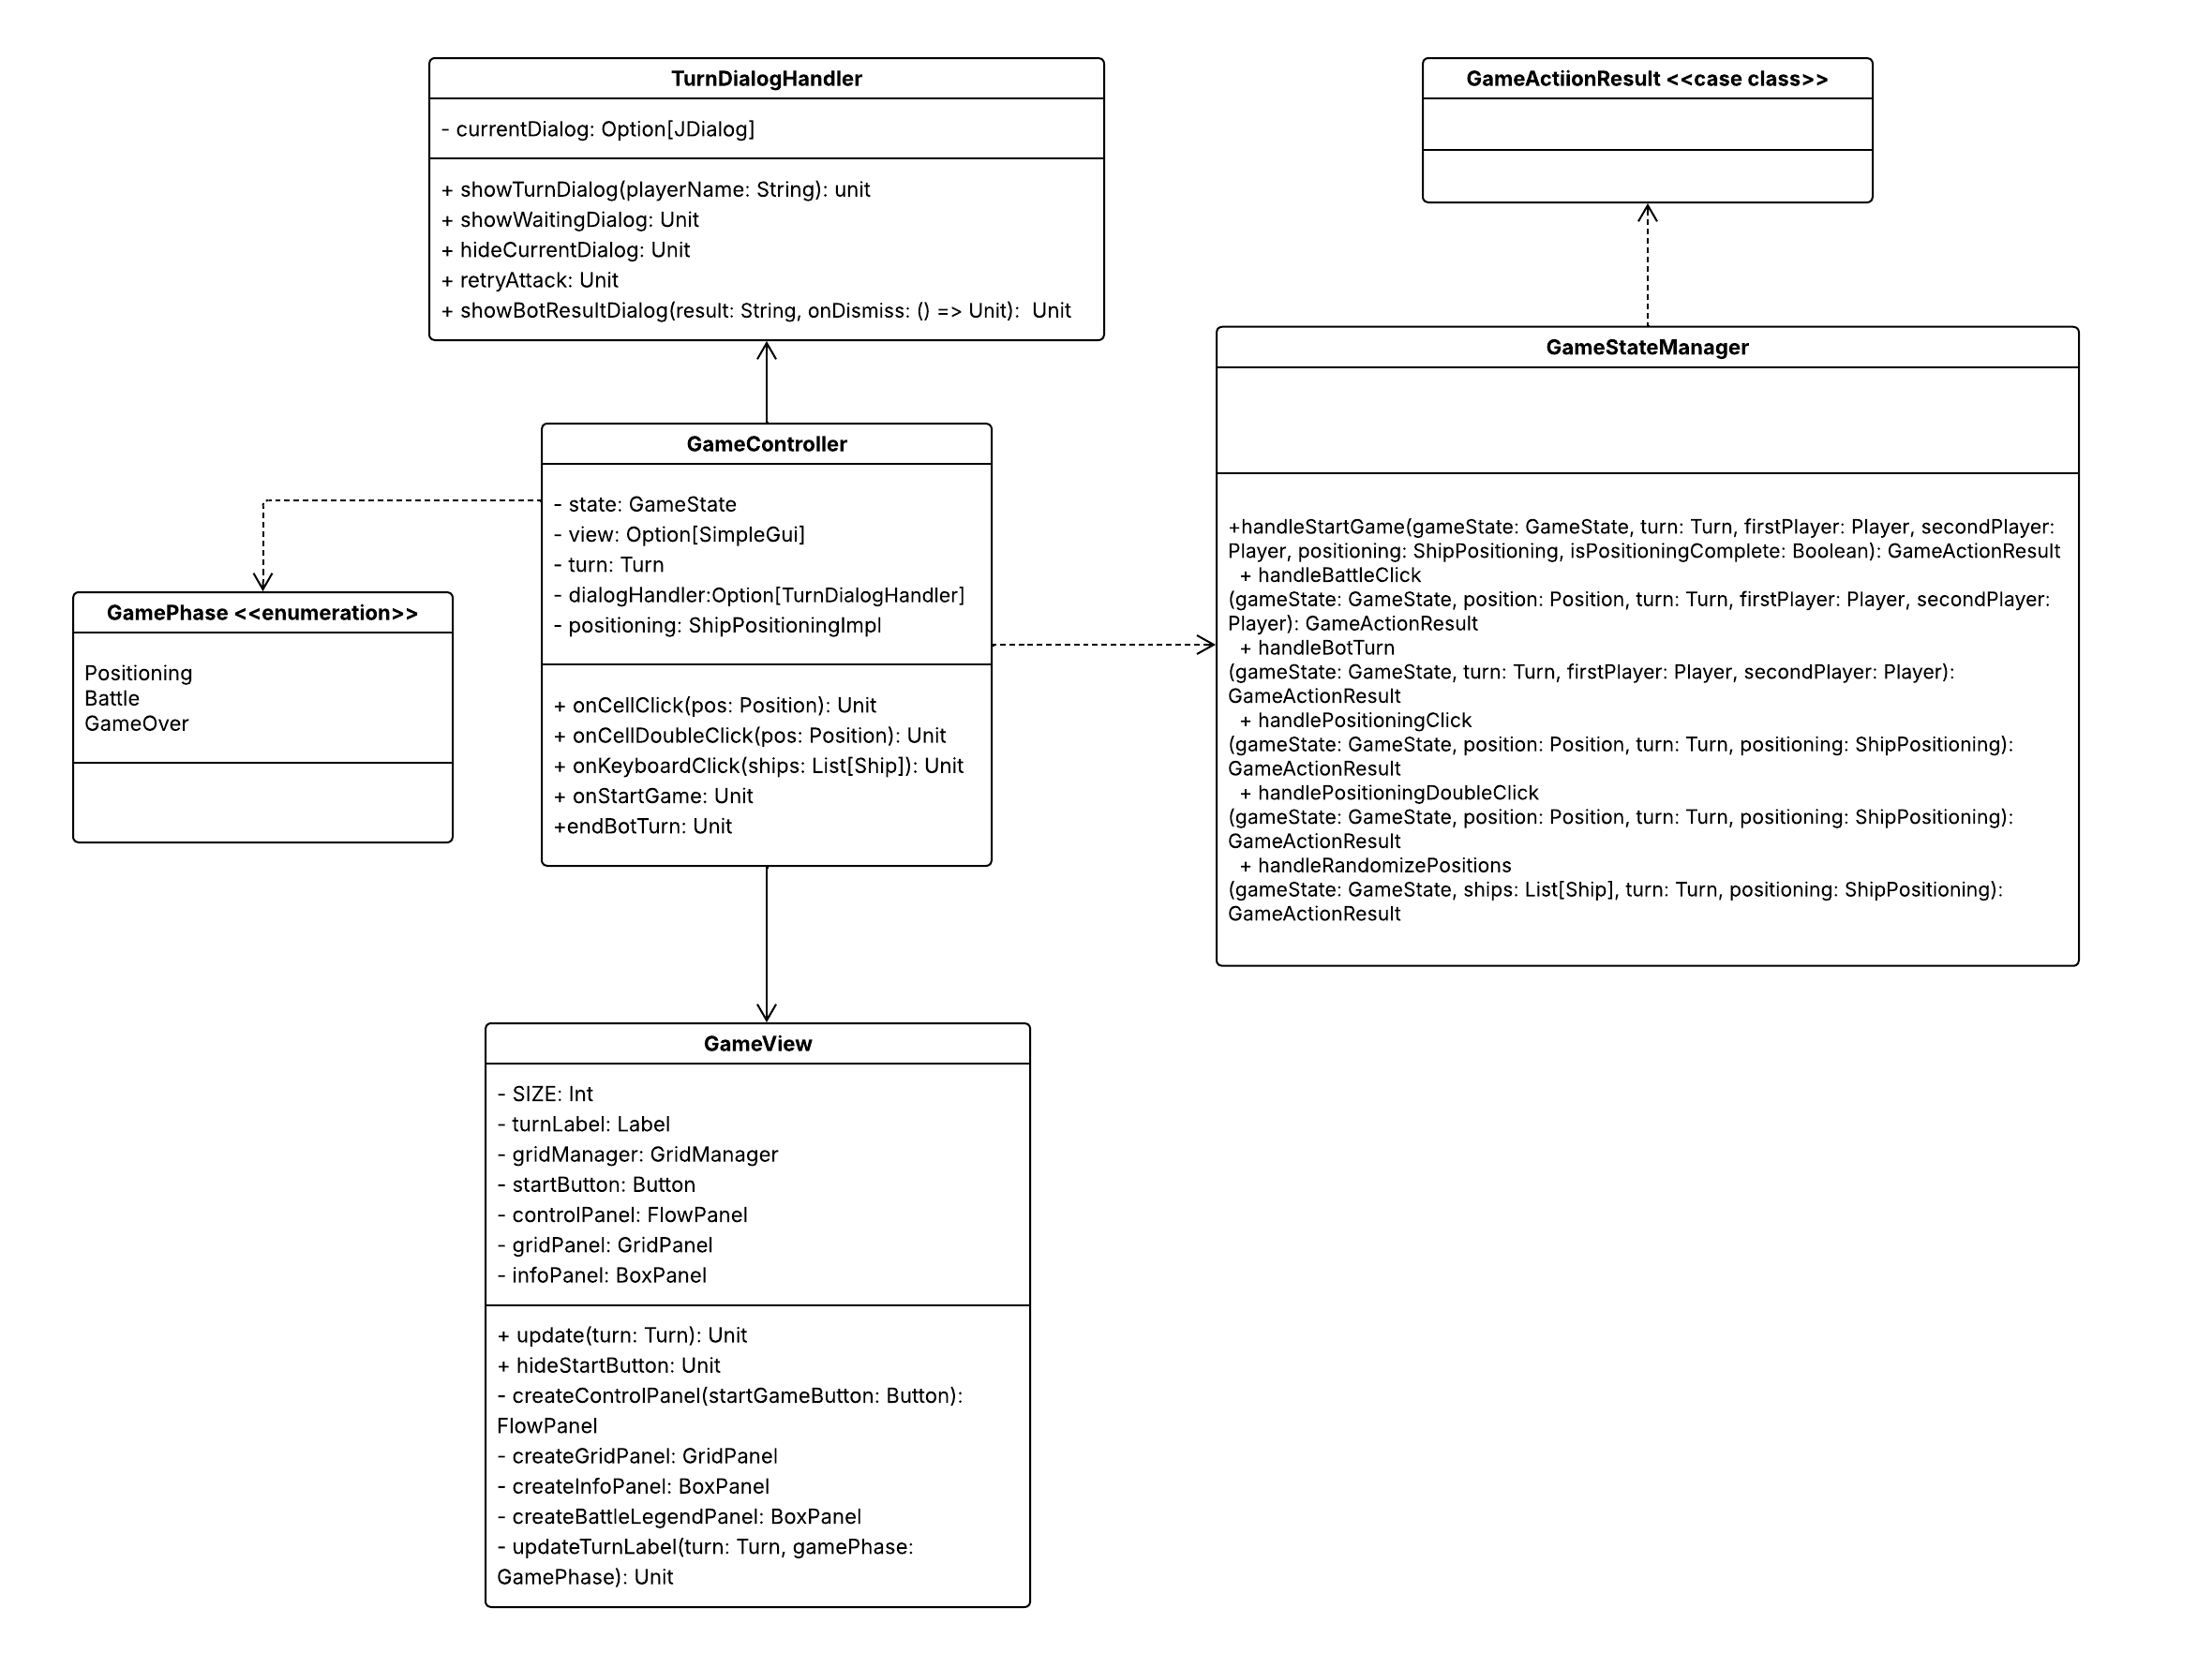 TurnDialogHandler
- currentDialog: Option[JDialog]
+ showTurnDialog(playerName: String): unit
+ showWaitingDialog: Unit
+ hideCurrentDialog: Unit
+ retryAttack: Unit
+ showBotResultDialog(result: String, onDismiss: () => Unit):  Unit
GameActiionResult <<case class>>
GameController
- state: GameState
- view: Option[SimpleGui]
- turn: Turn
- dialogHandler:Option[TurnDialogHandler]
- positioning: ShipPositioningImpl
+ onCellClick(pos: Position): Unit
+ onCellDoubleClick(pos: Position): Unit
+ onKeyboardClick(ships: List[Ship]): Unit
+ onStartGame: Unit
+endBotTurn: Unit
GameStateManager
+handleStartGame(gameState: GameState, turn: Turn, firstPlayer: Player, secondPlayer:
Player, positioning: ShipPositioning, isPositioningComplete: Boolean): GameActionResult
+ handleBattleClick
(gameState: GameState, position: Position, turn: Turn, firstPlayer: Player, secondPlayer:
Player): GameActionResult
+ handleBotTurn
(gameState: GameState, turn: Turn, firstPlayer: Player, secondPlayer: Player):
GameActionResult
+ handlePositioningClick
(gameState: GameState, position: Position, turn: Turn, positioning: ShipPositioning):
GameActionResult
+ handlePositioningDoubleClick
(gameState: GameState, position: Position, turn: Turn, positioning: ShipPositioning):
GameActionResult
+ handleRandomizePositions
(gameState: GameState, ships: List[Ship], turn: Turn, positioning: ShipPositioning):
GameActionResult
GamePhase <<enumeration>>
Positioning
Battle
GameOver
GameView
- SIZE: Int
- turnLabel: Label
- gridManager: GridManager
- startButton: Button
- controlPanel: FlowPanel
- gridPanel: GridPanel
- infoPanel: BoxPanel
+ update(turn: Turn): Unit
+ hideStartButton: Unit
- createControlPanel(startGameButton: Button):
FlowPanel
- createGridPanel: GridPanel
- createInfoPanel: BoxPanel
- createBattleLegendPanel: BoxPanel
- updateTurnLabel(turn: Turn, gamePhase:
GamePhase): Unit